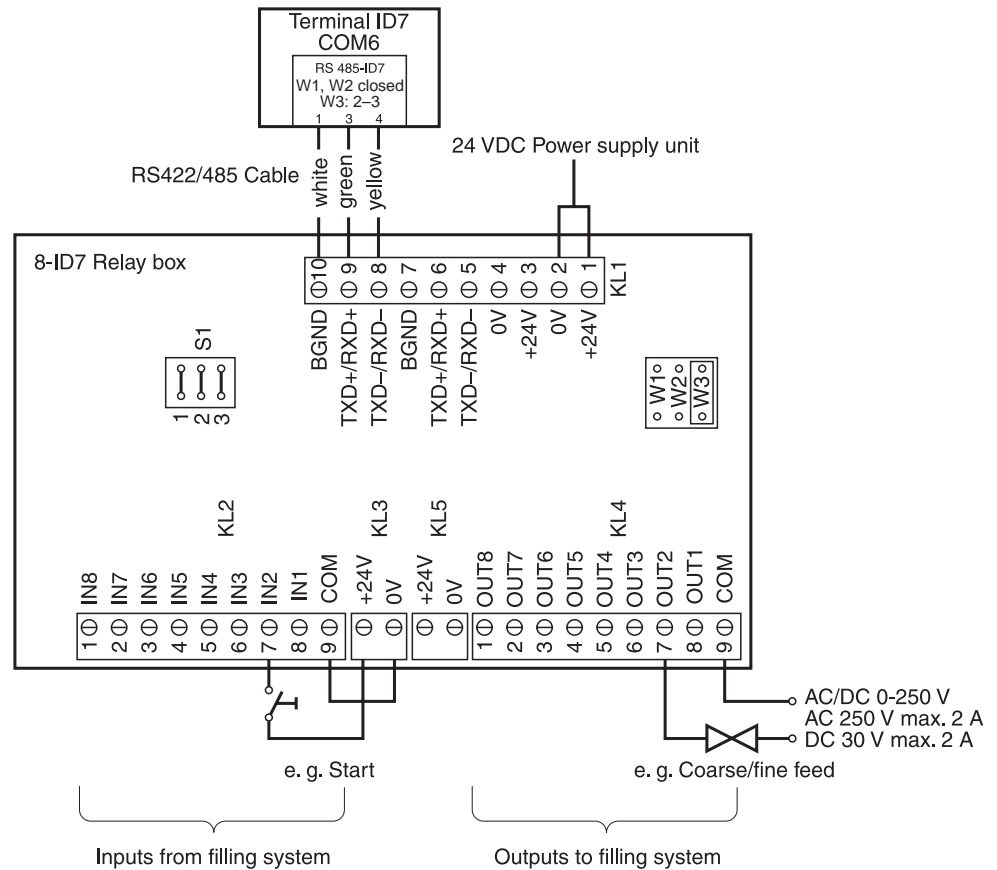 Terminal ID7
COM6
RS 485-ID7
W1, W2 closed
W3: 2–3
1 3 4
24 VDC Power supply unit
RS422/485 Cable
white
green
yellow
8-ID7 Relay box
10 9 8 7 6 5 4 3 2 1
KL1
BGND
TXD+/RXD+
TXD–/RXD–
BGND
TXD+/RXD+
TXD–/RXD–
0V
+24V
0V
+24V
S1
1 2 3
W1
W2
W3
KL2
KL3
KL5
KL4
IN8
IN7
IN6
IN5
IN4
IN3
IN2
IN1
COM
+24V
0V
+24V
0V
OUT8
OUT7
OUT6
OUT5
OUT4
OUT3
OUT2
OUT1
COM
1 2 3 4 5 6 7 8 9
1 2 3 4 5 6 7 8 9
AC/DC 0-250 V
AC 250 V max. 2 A
DC 30 V max. 2 A
e. g. Start
e. g. Coarse/fine feed
Inputs from filling system
Outputs to filling system